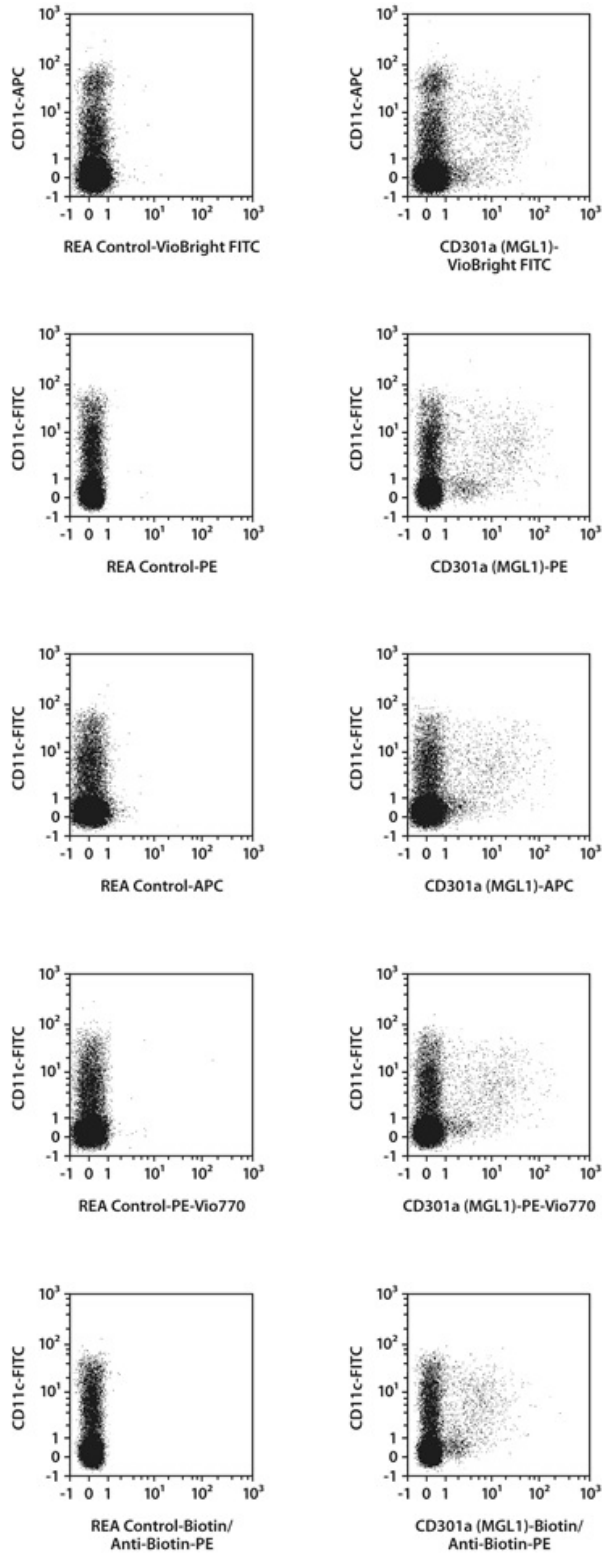 10³
10²
10¹
1
0
-1
CD11c-APC
-1 0 1 10¹ 10² 10³
REA Control-VioBright FITC
10³
10²
10¹
1
0
-1
CD11c-APC
-1 0 1 10¹ 10² 10³
CD301a (MGL1)-
VioBright FITC
10³
10²
10¹
1
0
-1
CD11c-FITC
-1 0 1 10¹ 10² 10³
REA Control-PE
10³
10²
10¹
1
0
-1
CD11c-FITC
-1 0 1 10¹ 10² 10³
CD301a (MGL1)-PE
10³
10²
10¹
1
0
-1
CD11c-FITC
-1 0 1 10¹ 10² 10³
REA Control-APC
10³
10²
10¹
1
0
-1
CD11c-FITC
-1 0 1 10¹ 10² 10³
CD301a (MGL1)-APC
10³
10²
10¹
1
0
-1
CD11c-FITC
-1 0 1 10¹ 10² 10³
REA Control-PE-Vio770
10³
10²
10¹
1
0
-1
CD11c-FITC
-1 0 1 10¹ 10² 10³
CD301a (MGL1)-PE-Vio770
10³
10²
10¹
1
0
-1
CD11c-FITC
-1 0 1 10¹ 10² 10³
REA Control-Biotin/
Anti-Biotin-PE
10³
10²
10¹
1
0
-1
CD11c-FITC
-1 0 1 10¹ 10² 10³
CD301a (MGL1)-Biotin/
Anti-Biotin-PE